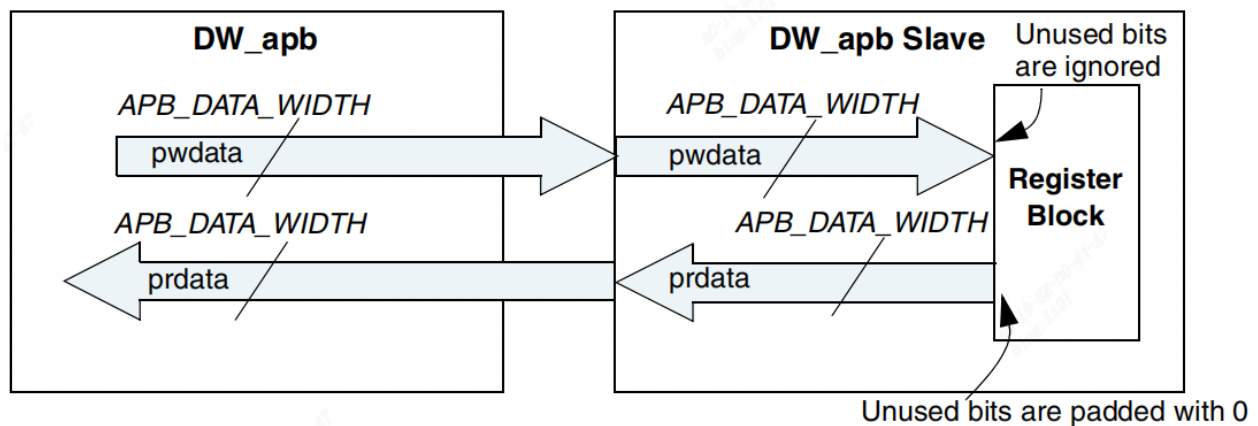 DW_apb
DW_apb Slave
Unused bits
are ignored
APB_DATA_WIDTH
APB_DATA_WIDTH
pwdata
pwdata
Register
Block
APB_DATA_WIDTH
APB_DATA_WIDTH
prdata
prdata
Unused bits are padded with 0